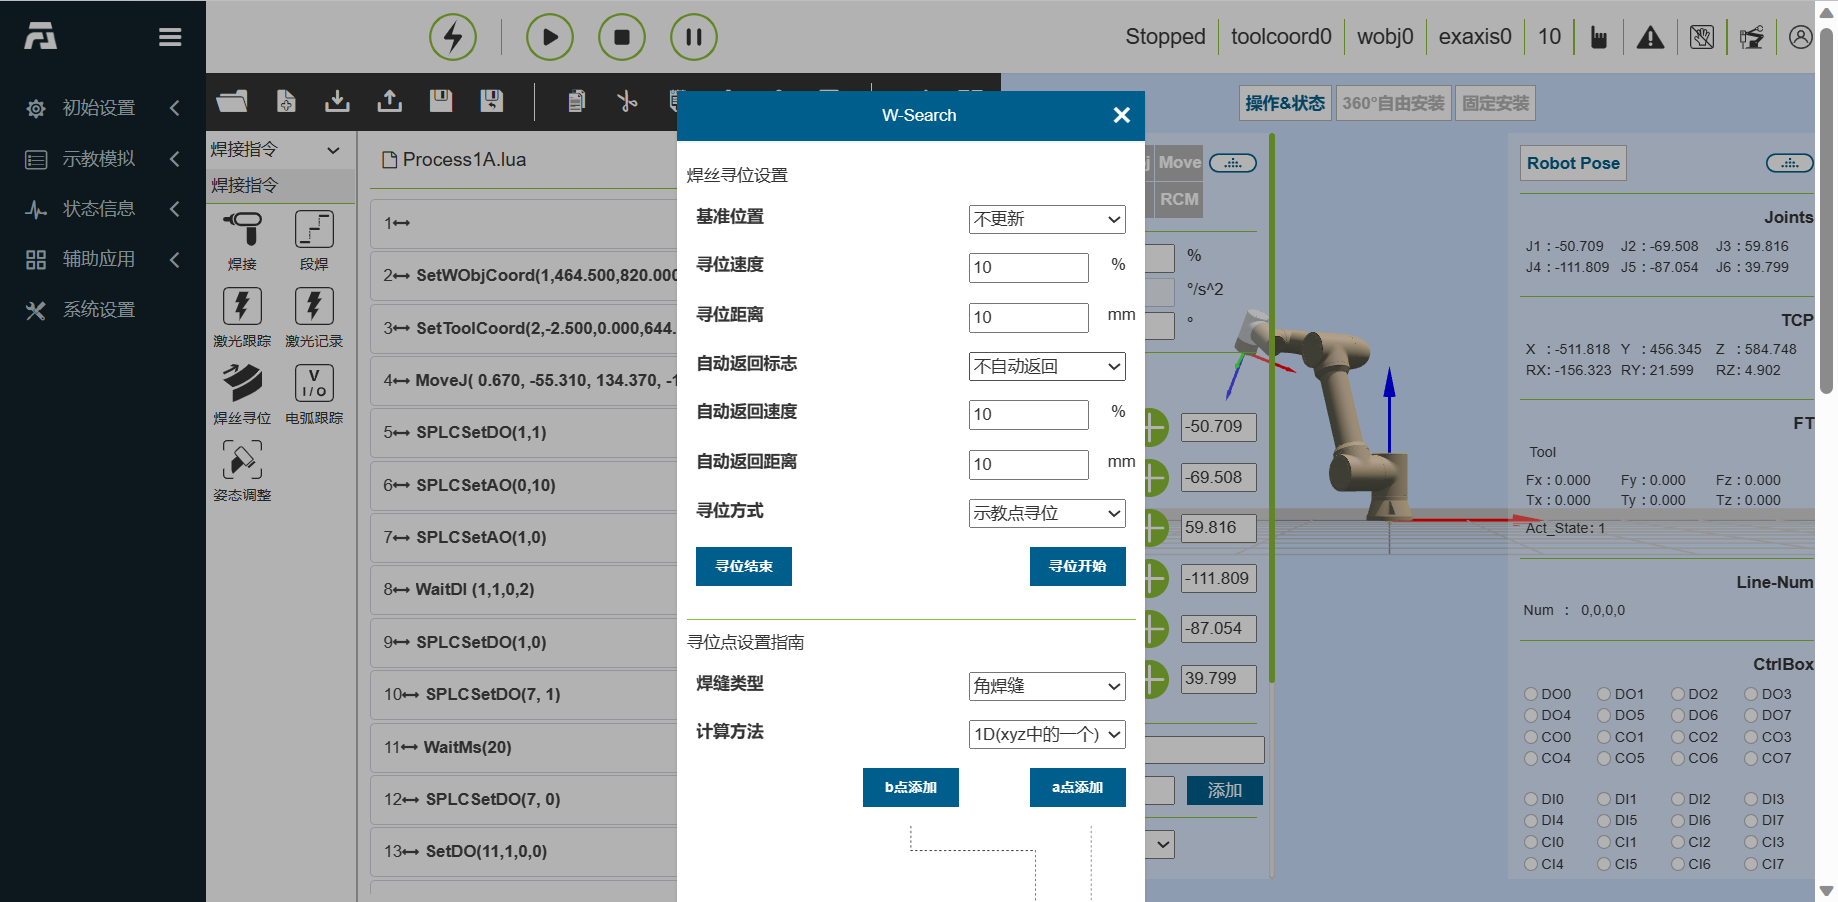 Stopped
toolcoord0
wobj0
exaxis0
10
初始设置
示教模拟
状态信息
辅助应用
系统设置
焊接指令
焊接指令
焊接
段焊
激光跟踪
激光记录
焊丝寻位
V
I/O
电弧跟踪
姿态调整
Process1A.lua
1
2 SetWObjCoord(1,464.500,820.000
3 SetToolCoord(2,-2.500,0.000,644.
4 MoveJ( 0.670, -55.310, 134.370, -1
5 SPLCSetDO(1,1)
6 SPLCSetAO(0,10)
7 SPLCSetAO(1,0)
8 WaitDI (1,1,0,2)
9 SPLCSetDO(1,0)
10 SPLCSetDO(7, 1)
11 WaitMs(20)
12 SPLCSetDO(7, 0)
13 SetDO(11,1,0,0)
W-Search
焊丝寻位设置
基准位置 不更新
寻位速度 10 %
寻位距离 10 mm
自动返回标志 不自动返回
自动返回速度 10 %
自动返回距离 10 mm
寻位方式 示教点寻位
寻位结束 寻位开始
寻位点设置指南
焊缝类型 角焊缝
计算方法 1D(xyz中的一个)
b点添加 a点添加
Move
RCM
%
°/s^2
°
-50.709
-69.508
59.816
-111.809
-87.054
39.799
添加
操作&状态 360°自由安装 固定安装
Robot Pose
Joints
J1 : -50.709 J2 : -69.508 J3 : 59.816
J4 : -111.809 J5 : -87.054 J6 : 39.799
TCP
X : -511.818 Y : 456.345 Z : 584.748
RX: -156.323 RY: 21.599 RZ: 4.902
FT
Tool
Fx : 0.000 Fy : 0.000 Fz : 0.000
Tx : 0.000 Ty : 0.000 Tz : 0.000
Act_State: 1
Line-Num
Num : 0,0,0,0
CtrlBox
DO0 DO1 DO2 DO3
DO4 DO5 DO6 DO7
CO0 CO1 CO2 CO3
CO4 CO5 CO6 CO7
DI0 DI1 DI2 DI3
DI4 DI5 DI6 DI7
CI0 CI1 CI2 CI3
CI4 CI5 CI6 CI7